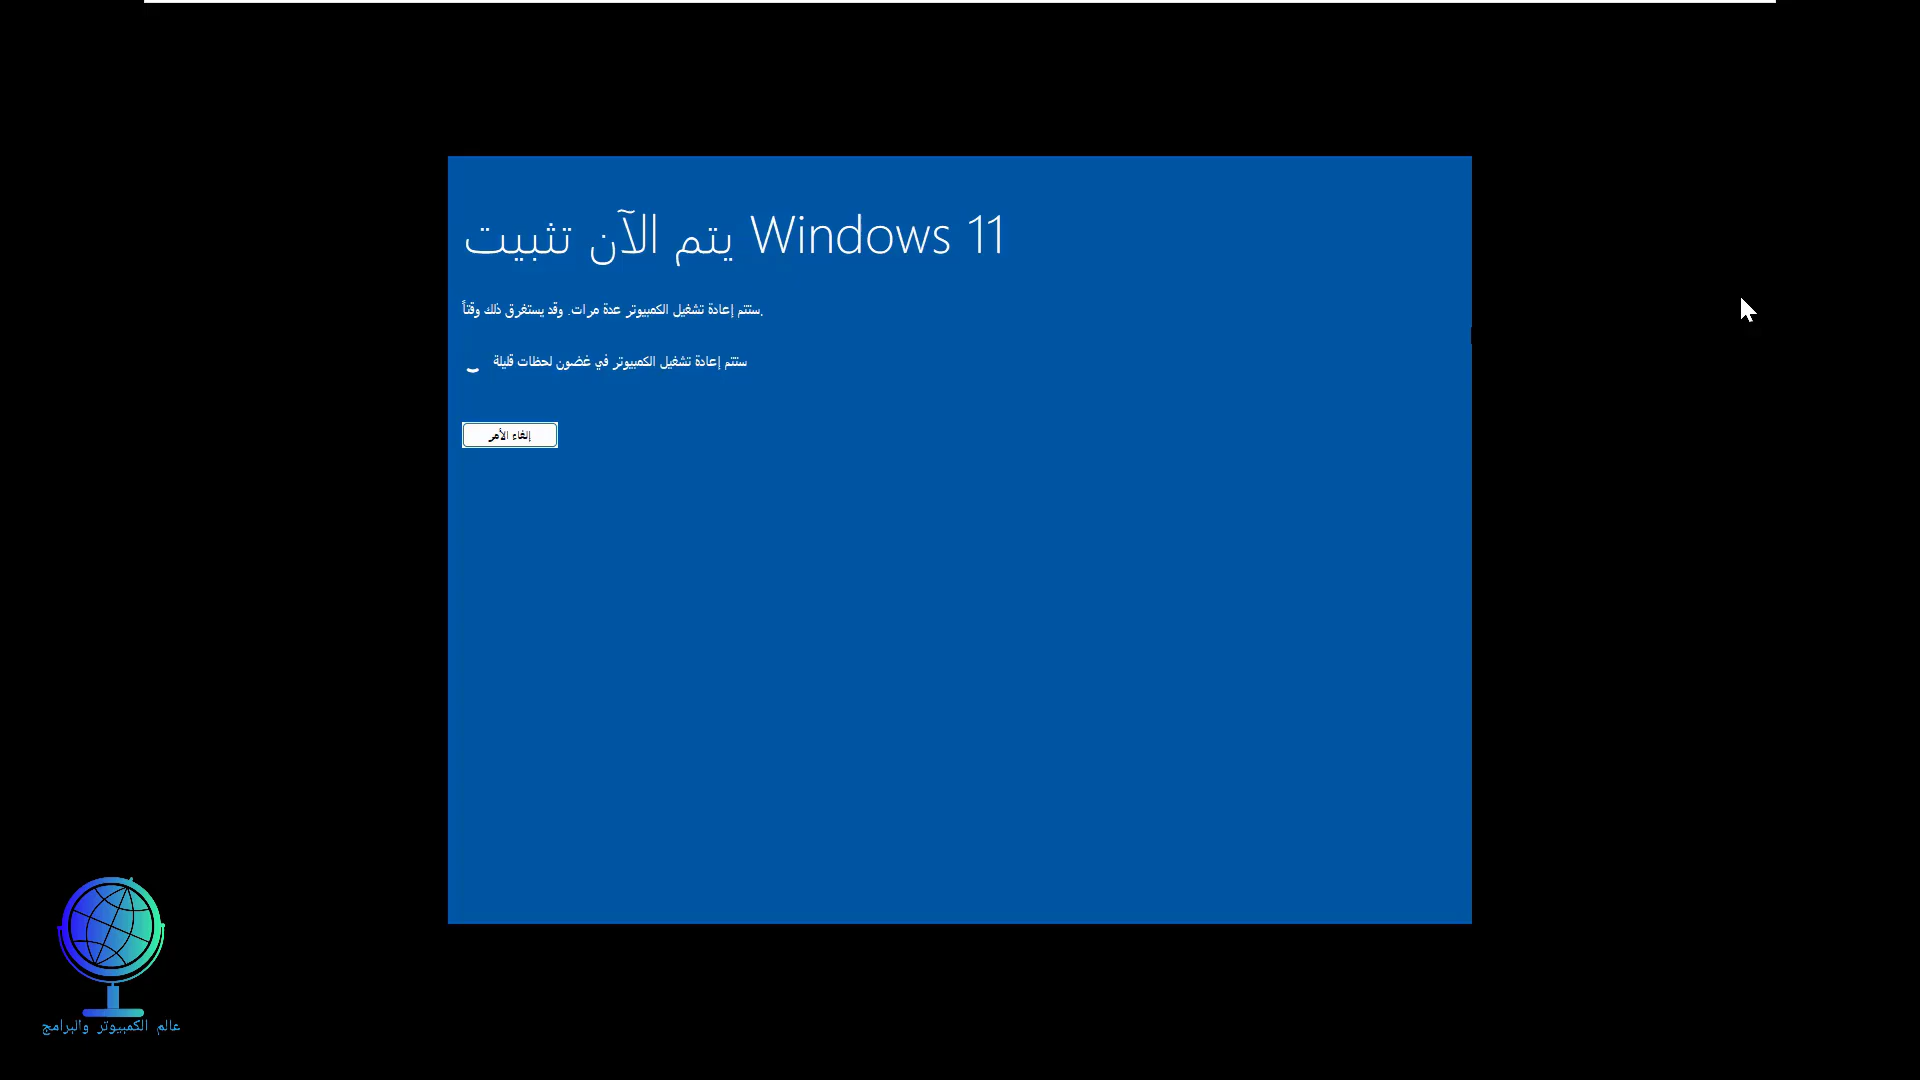 يتم الآن تثبيت Windows 11
ستتم إعادة تشغيل الكمبيوتر عدة مرات. وقد يستغرق ذلك وقتاً.
ستتم إعادة تشغيل الكمبيوتر في غضون لحظات قليلة
إلغاء الأمر
عالم الكمبيوتر والبرامج